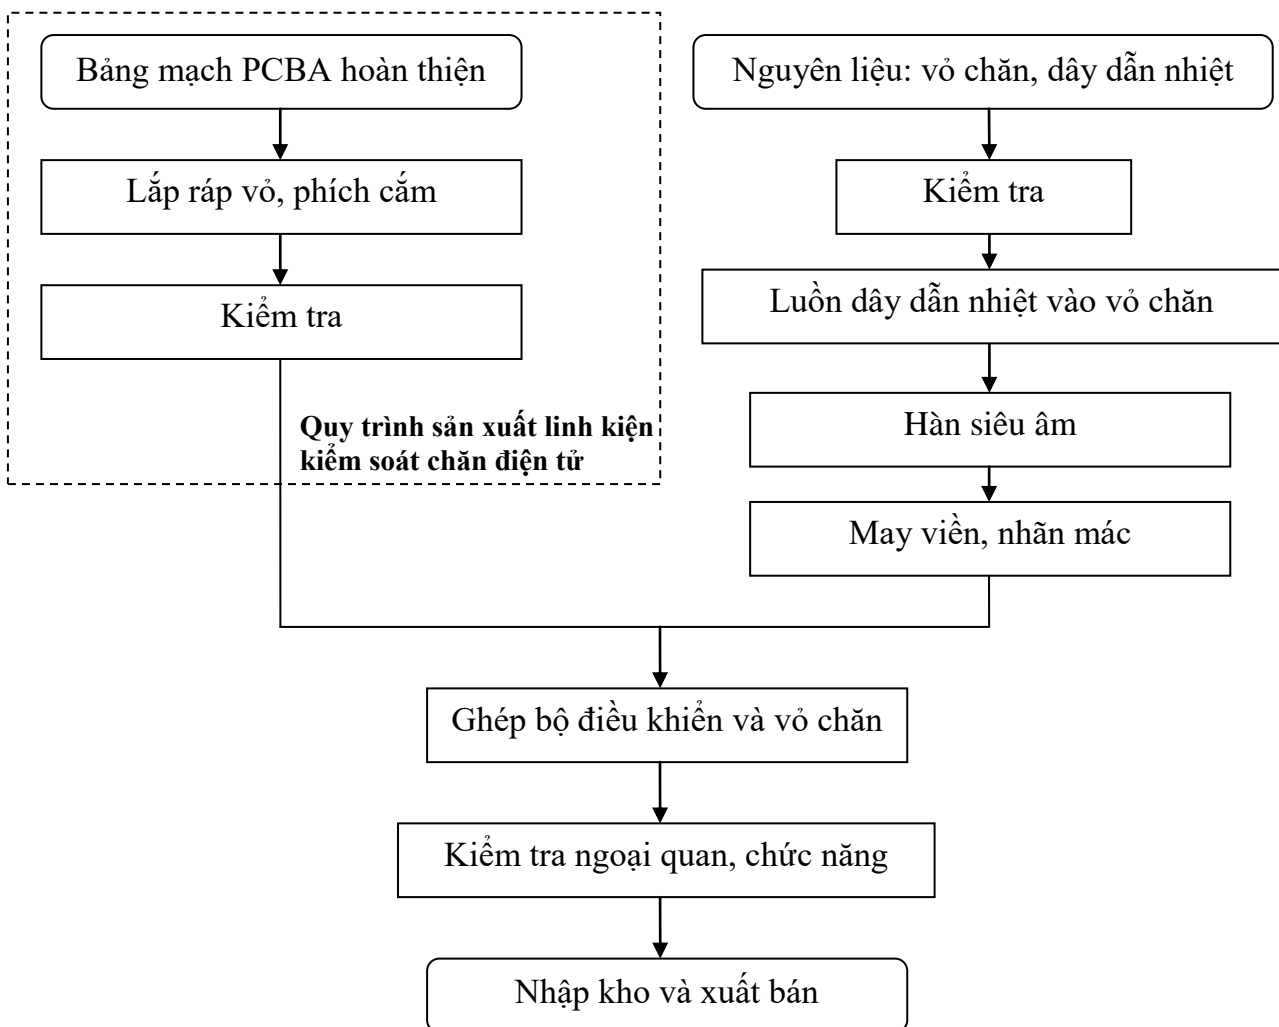 Bảng mạch PCBA hoàn thiện
Lắp ráp vỏ, phích cắm
Kiểm tra
Quy trình sản xuất linh kiện
kiểm soát chăn điện tử
Nguyên liệu: vỏ chăn, dây dẫn nhiệt
Kiểm tra
Luồn dây dẫn nhiệt vào vỏ chăn
Hàn siêu âm
May viền, nhãn mác
Ghép bộ điều khiển và vỏ chăn
Kiểm tra ngoại quan, chức năng
Nhập kho và xuất bán